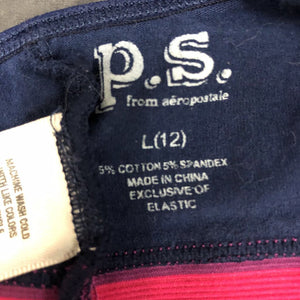 p.s.
from aéropostale
L(12)
5% COTTON 5% SPANDEX
MADE IN CHINA
EXCLUSIVE OF
ELASTIC
MACHINE WASH COLD
WITH LIKE COLORS